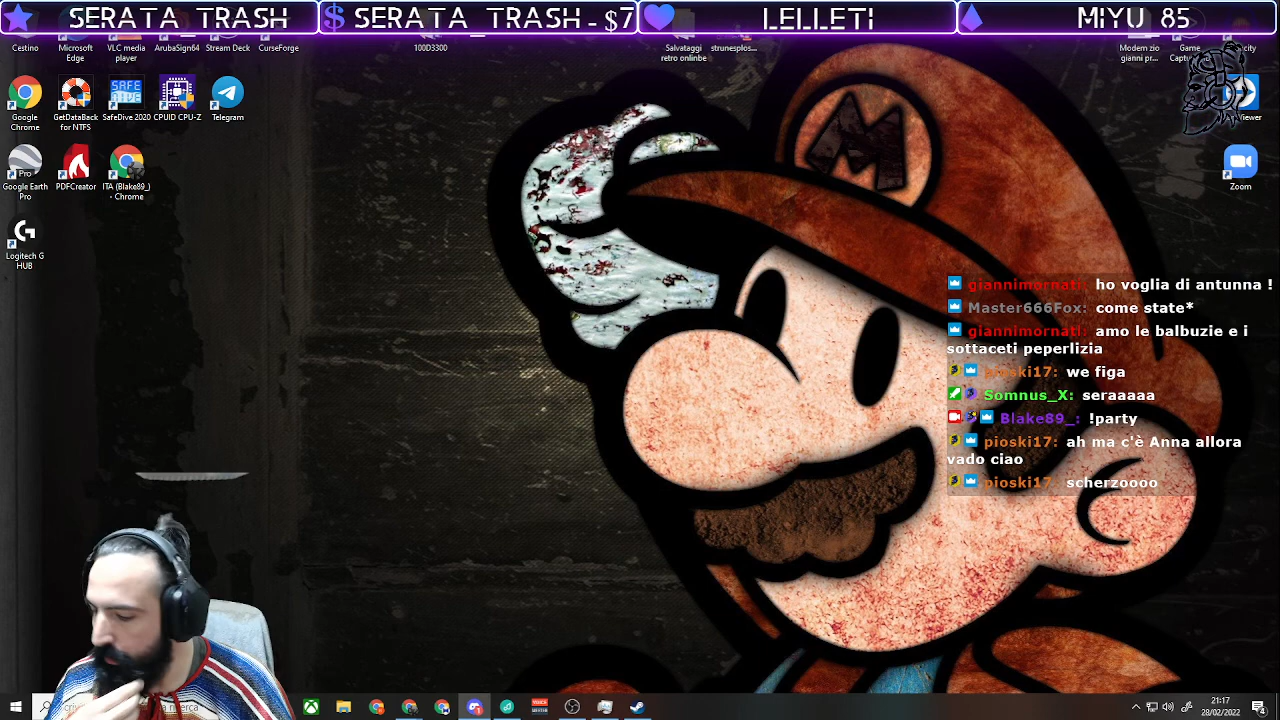 SERATA_TRASH
SERATA_TRASH - $7
LELLETI
MIYU 85
Cestino
Microsoft Edge
VLC media player
ArubaSign64
Stream Deck
CurseForge
100D3300
Salvataggi retro onlinbe
strunesplos...
Modem zio gianni pr...
Game
Google Chrome
GetDataBack for NTFS
SafeDive 2020
CPUID CPU-Z
Telegram
Google Earth Pro
PDFCreator
ITA (Blake89_) - Chrome
Logitech G HUB
Zoom
M
giannimornati: ho voglia di antunna !
Master666Fox: come state*
giannimornati: amo le balbuzie e i
sottaceti peperlizia
pioski17: we figa
Somnus_X: seraaaaa
Blake89_: !party
pioski17: ah ma c'è Anna allora
vado ciao
pioski17: scherzoooo
21:17
28/02/2022